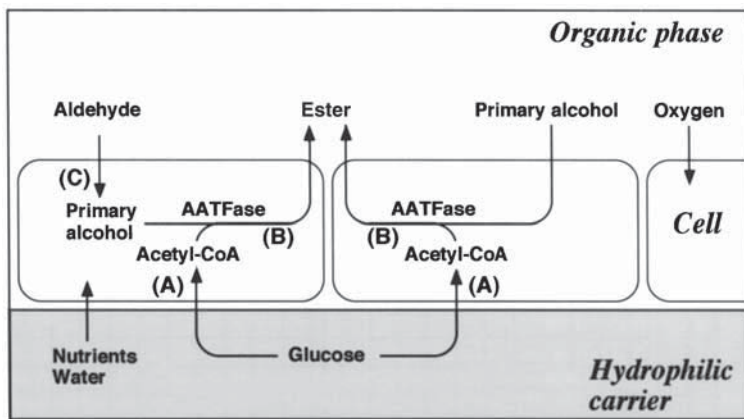 Organic phase
Aldehyde
Ester
Primary alcohol
Oxygen
(C)
Primary
alcohol
AATFase
(B)
Acetyl-CoA
(A)
AATFase
(B)
Acetyl-CoA
(A)
Cell
Nutrients
Water
Glucose
Hydrophilic
carrier